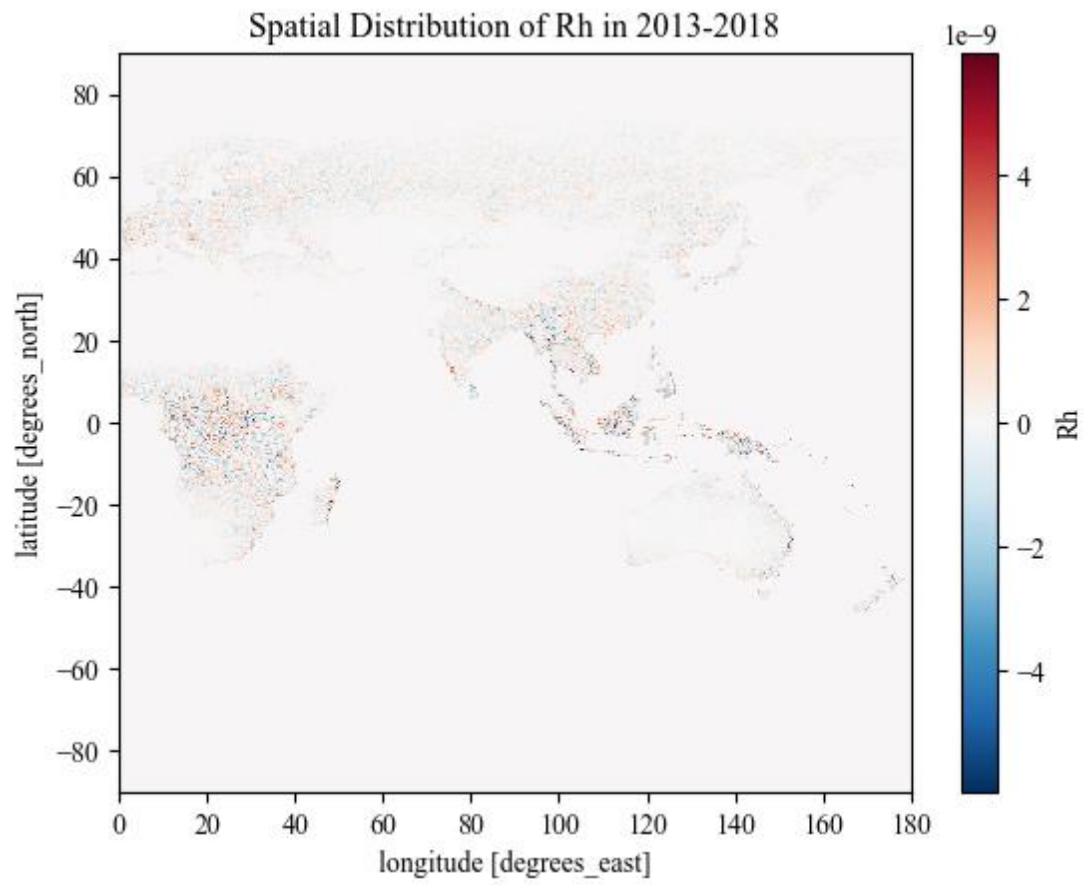 Spatial Distribution of Rh in 2013-2018
1e−9
80
60
40
20
0
−20
−40
−60
−80
latitude [degrees_north]
0 20 40 60 80 100 120 140 160 180
longitude [degrees_east]
4
2
0
−2
−4
Rh